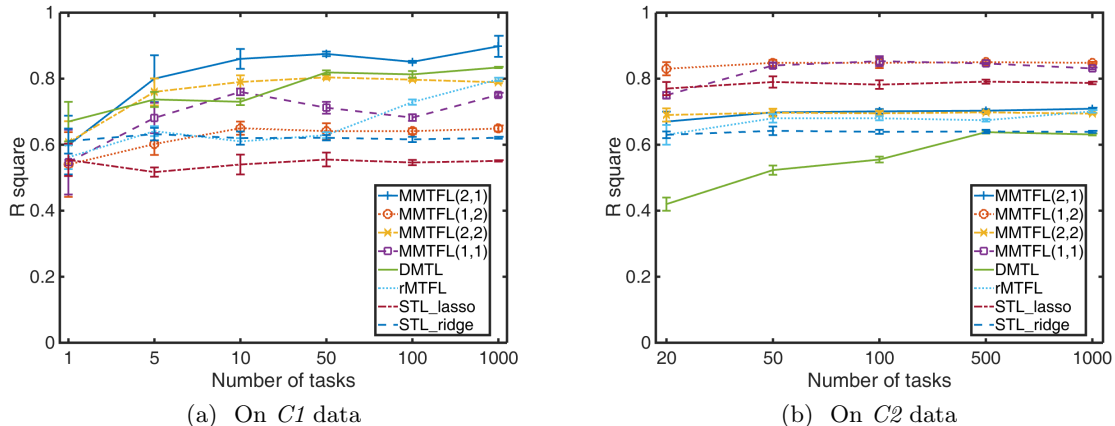 1
0.8
0.6
0.4
0.2
0
R square
1 5 10 50 100 1000
Number of tasks
MMTFL(2,1)
MMTFL(1,2)
MMTFL(2,2)
MMTFL(1,1)
DMTL
rMTFL
STL_lasso
STL_ridge
(a) On C1 data
1
0.8
0.6
0.4
0.2
0
R square
20 50 100 500 1000
Number of tasks
MMTFL(2,1)
MMTFL(1,2)
MMTFL(2,2)
MMTFL(1,1)
DMTL
rMTFL
STL_lasso
STL_ridge
(b) On C2 data